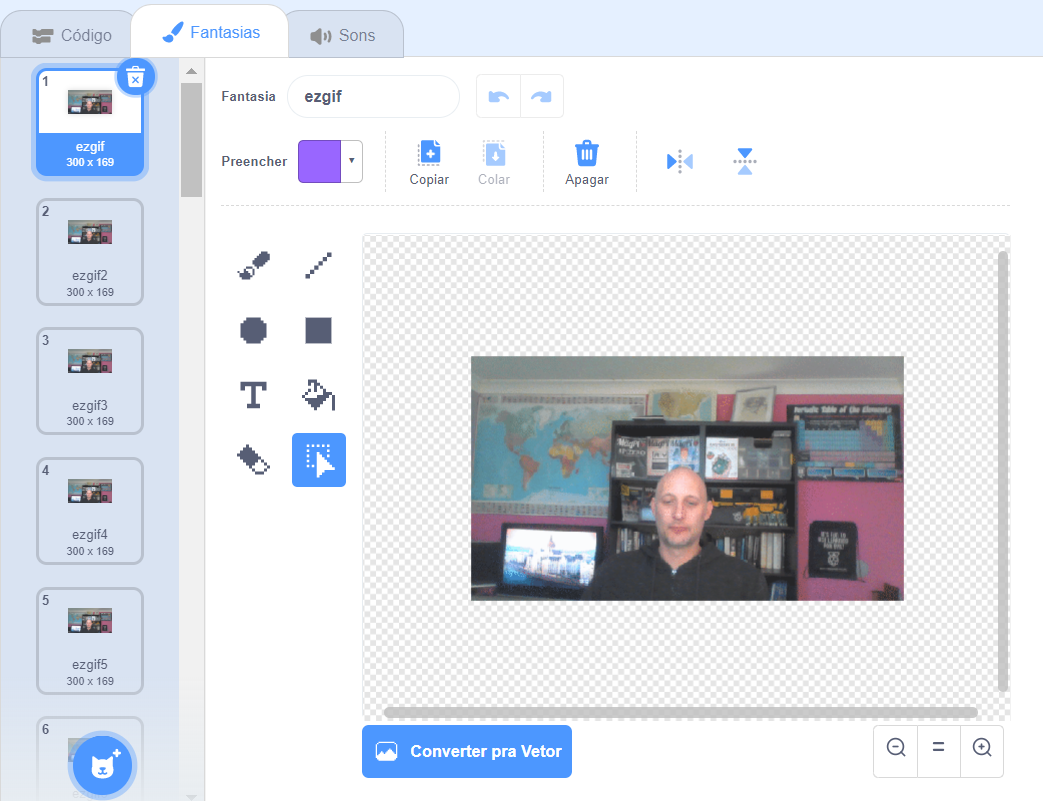 Código
Fantasias
Sons
1
ezgif
300 x 169
2
ezgif2
300 x 169
3
ezgif3
300 x 169
4
ezgif4
300 x 169
5
ezgif5
300 x 169
6
Fantasia
ezgif
Preencher
Copiar
Colar
Apagar
T
Periodic Table of the Elements
Converter pra Vetor